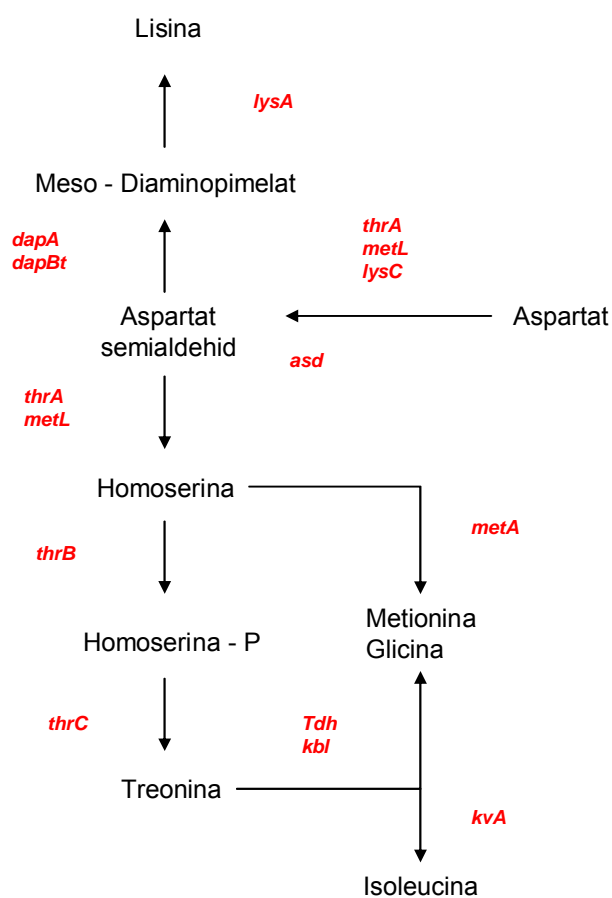 Lisina
lysA
Meso - Diaminopimelat
dapA
dapBt
thrA
metL
lysC
Aspartat
semialdehid
Aspartat
asd
thrA
metL
Homoserina
metA
thrB
Metionina
Glicina
Homoserina - P
thrC
Tdh
kbl
Treonina
kvA
Isoleucina